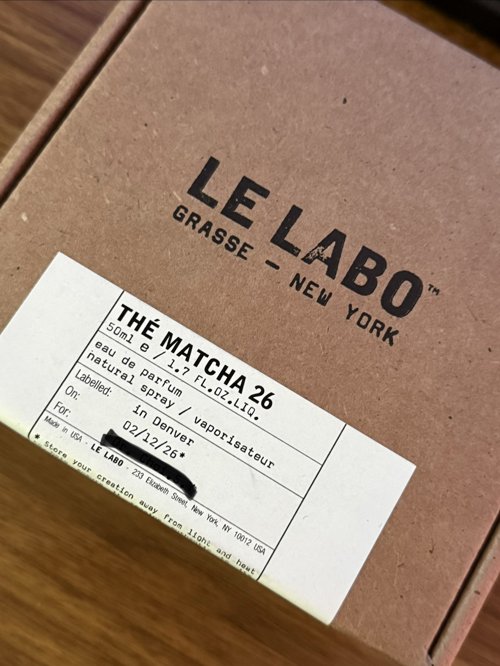 LE LABO™
GRASSE — NEW YORK
THÉ MATCHA 26
50ml e / 1.7 FL.OZ.LIQ.
eau de parfum
natural spray / vaporisateur
Labelled: in Denver
On: 02/12/26*
For:
Made in USA - LE LABO - 233 Elizabeth Street, New York, NY 10012 USA
* Store your creation away from light and heat